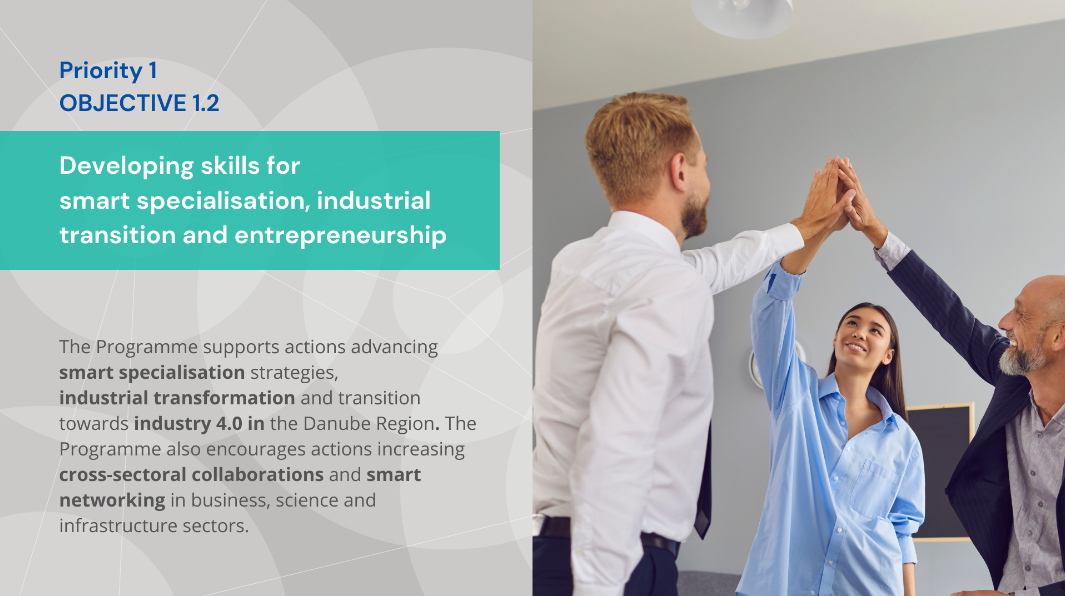 Priority 1
OBJECTIVE 1.2
Developing skills for
smart specialisation, industrial
transition and entrepreneurship
The Programme supports actions advancing
smart specialisation strategies,
industrial transformation and transition
towards industry 4.0 in the Danube Region. The
Programme also encourages actions increasing
cross-sectoral collaborations and smart
networking in business, science and
infrastructure sectors.